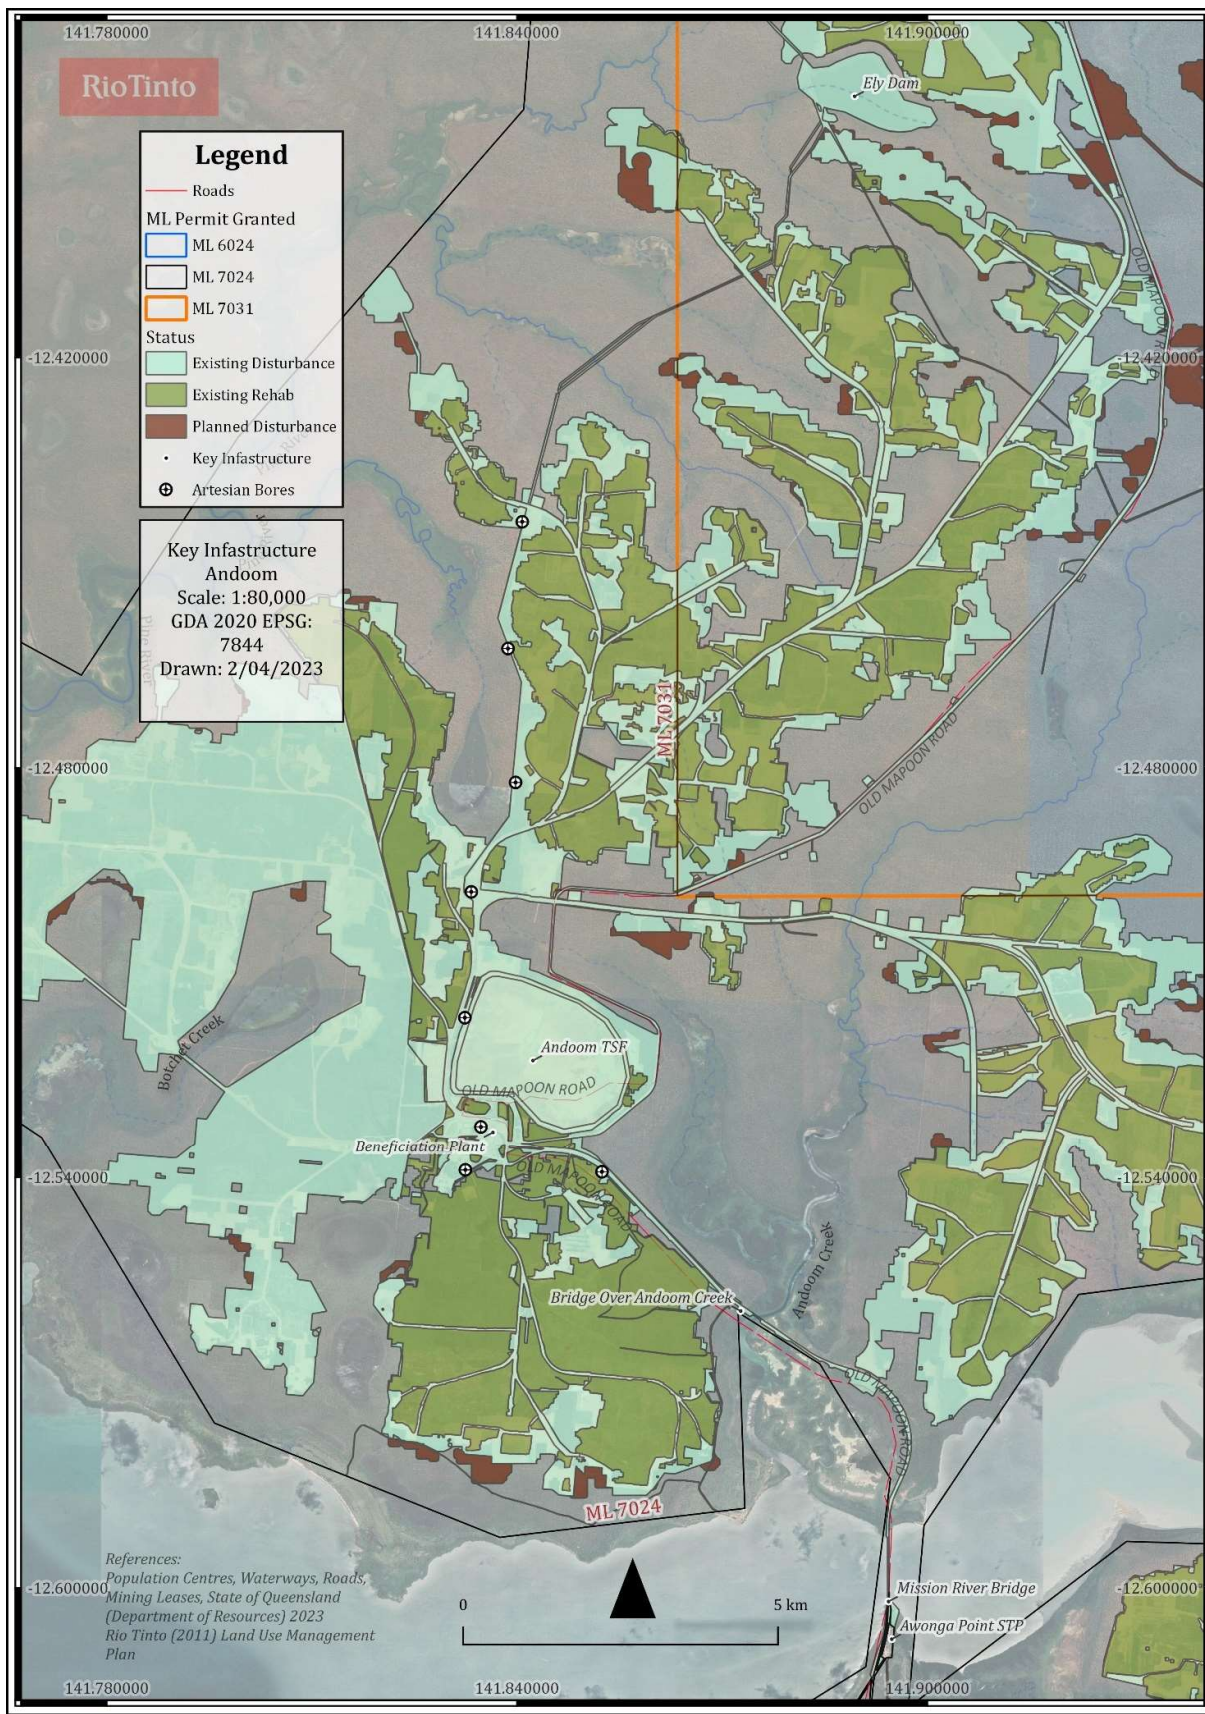 141.780000
141.840000
141.900000
RioTinto
Ely Dam
Legend
Roads
ML Permit Granted
ML 6024
ML 7024
ML 7031
Status
Existing Disturbance
Existing Rehab
Planned Disturbance
Key Infastructure
Artesian Bores
OLD MAPOON ROAD
-12.420000
-12.420000
Key Infastructure
Andoom
Scale: 1:80,000
GDA 2020 EPSG:
7844
Drawn: 2/04/2023
Pine River
ML 7031
OLD MAPOON ROAD
-12.480000
-12.480000
Botchet Creek
Andoom TSF
OLD MAPOON ROAD
Beneficiation Plant
OLD MAPOON ROAD
-12.540000
-12.540000
Andoom Creek
Bridge Over Andoom Creek
OLD MAPOON ROAD
ML 7024
References:
Population Centres, Waterways, Roads,
Mining Leases, State of Queensland
(Department of Resources) 2023
Rio Tinto (2011) Land Use Management
Plan
-12.600000
-12.600000
0
5 km
Mission River Bridge
Awonga Point STP
141.780000
141.840000
141.900000